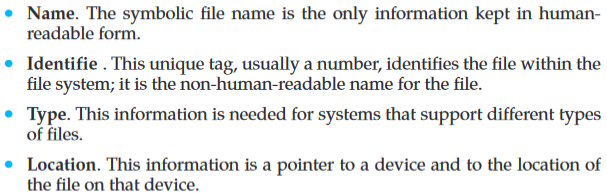 • Name. The symbolic file name is the only information kept in human-
readable form.
• Identifie . This unique tag, usually a number, identifies the file within the
file system; it is the non-human-readable name for the file.
• Type. This information is needed for systems that support different types
of files.
• Location. This information is a pointer to a device and to the location of
the file on that device.